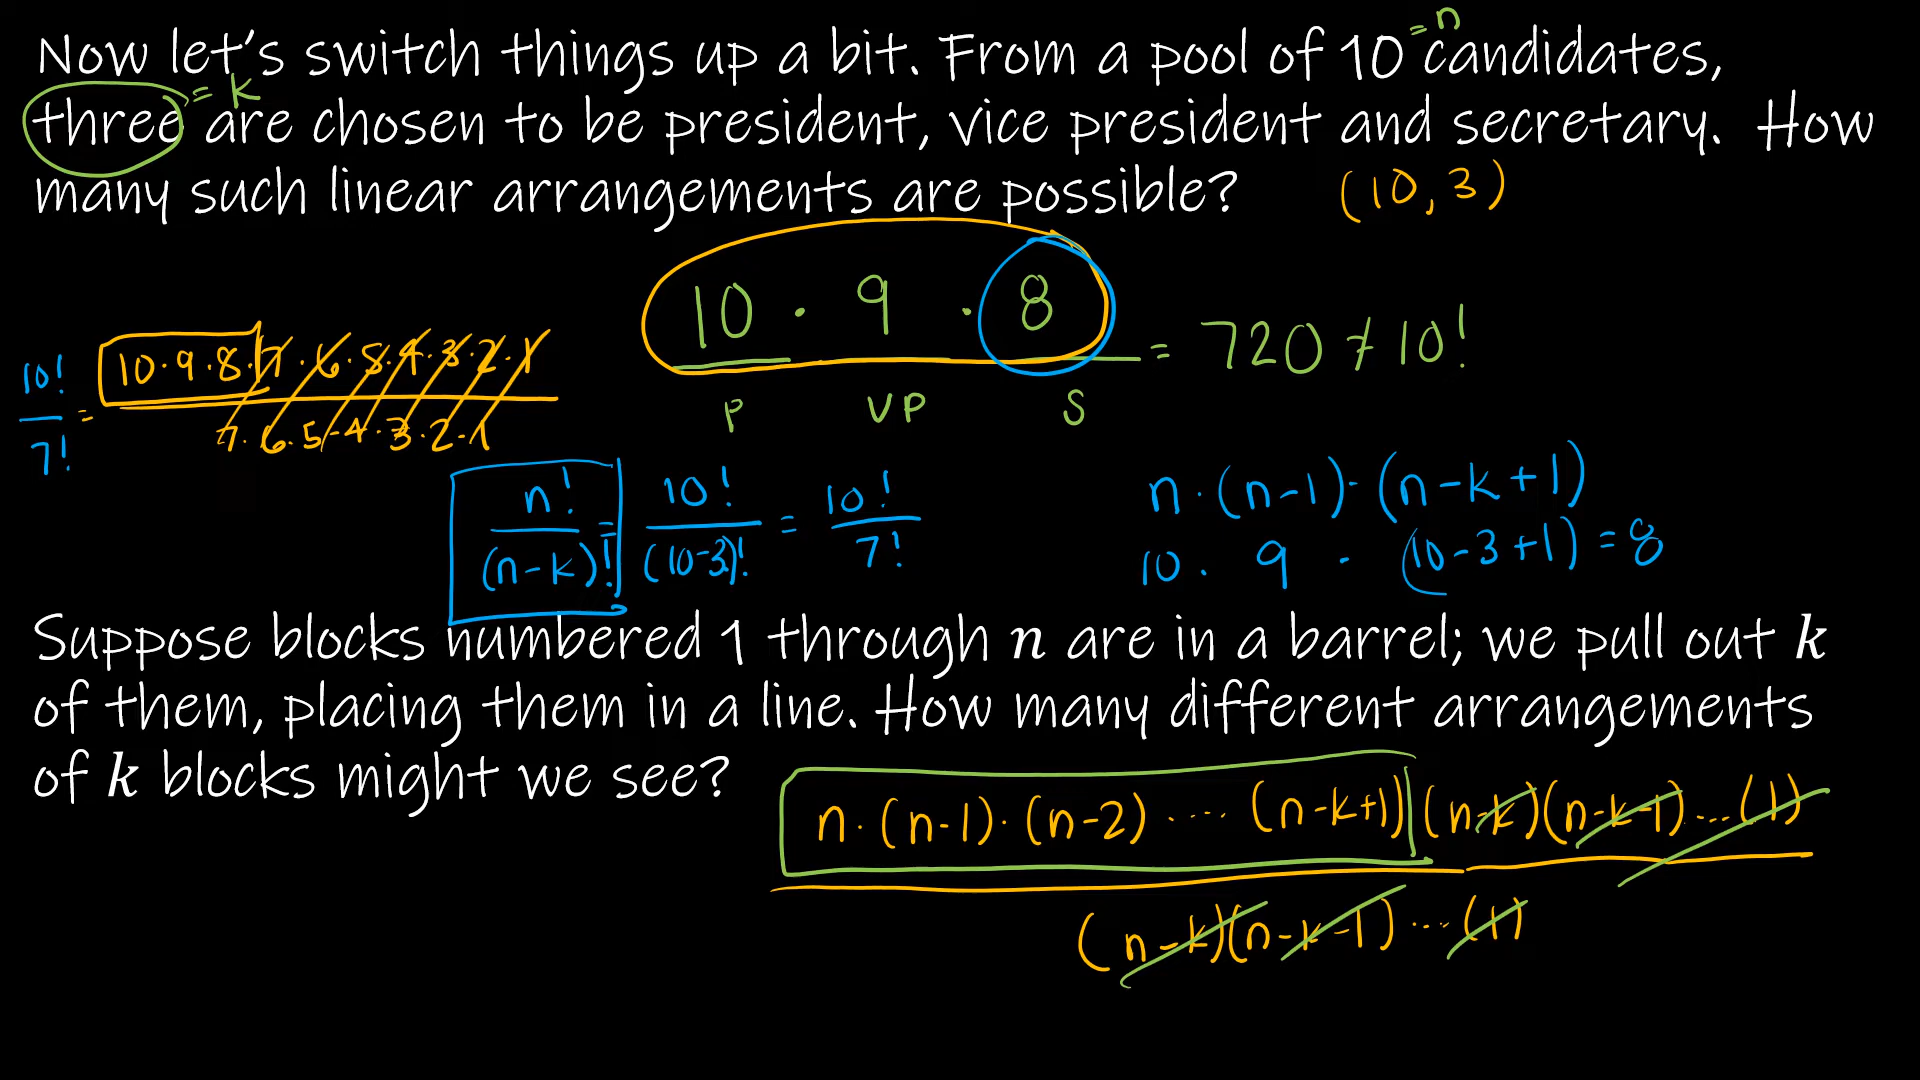 Now let's switch things up a bit. From a pool of 10 = n candidates,
three = k are chosen to be president, vice president and secretary. How
many such linear arrangements are possible? (10, 3)
10 · 9 · 8 = 720 ≠ 10!
P VP S
10!/7! = 10·9·8·7·6·5·4·3·2·1 / 7·6·5·4·3·2·1
n!/(n-k)! = 10!/(10-3)! = 10!/7!
n·(n-1)·(n-k+1)
10 · 9 · (10-3+1) = 8
Suppose blocks numbered 1 through n are in a barrel; we pull out k
of them, placing them in a line. How many different arrangements
of k blocks might we see?
n·(n-1)·(n-2)·....(n-k+1)(n-k)(n-k-1)...(1)
(n-k)(n-k-1)...(1)